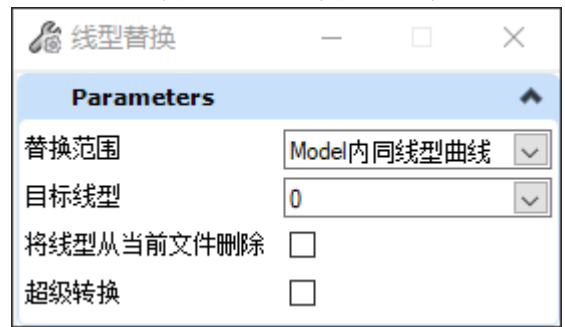 线型替换
Parameters
替换范围 Model内同线型曲线
目标线型 0
将线型从当前文件删除
超级转换